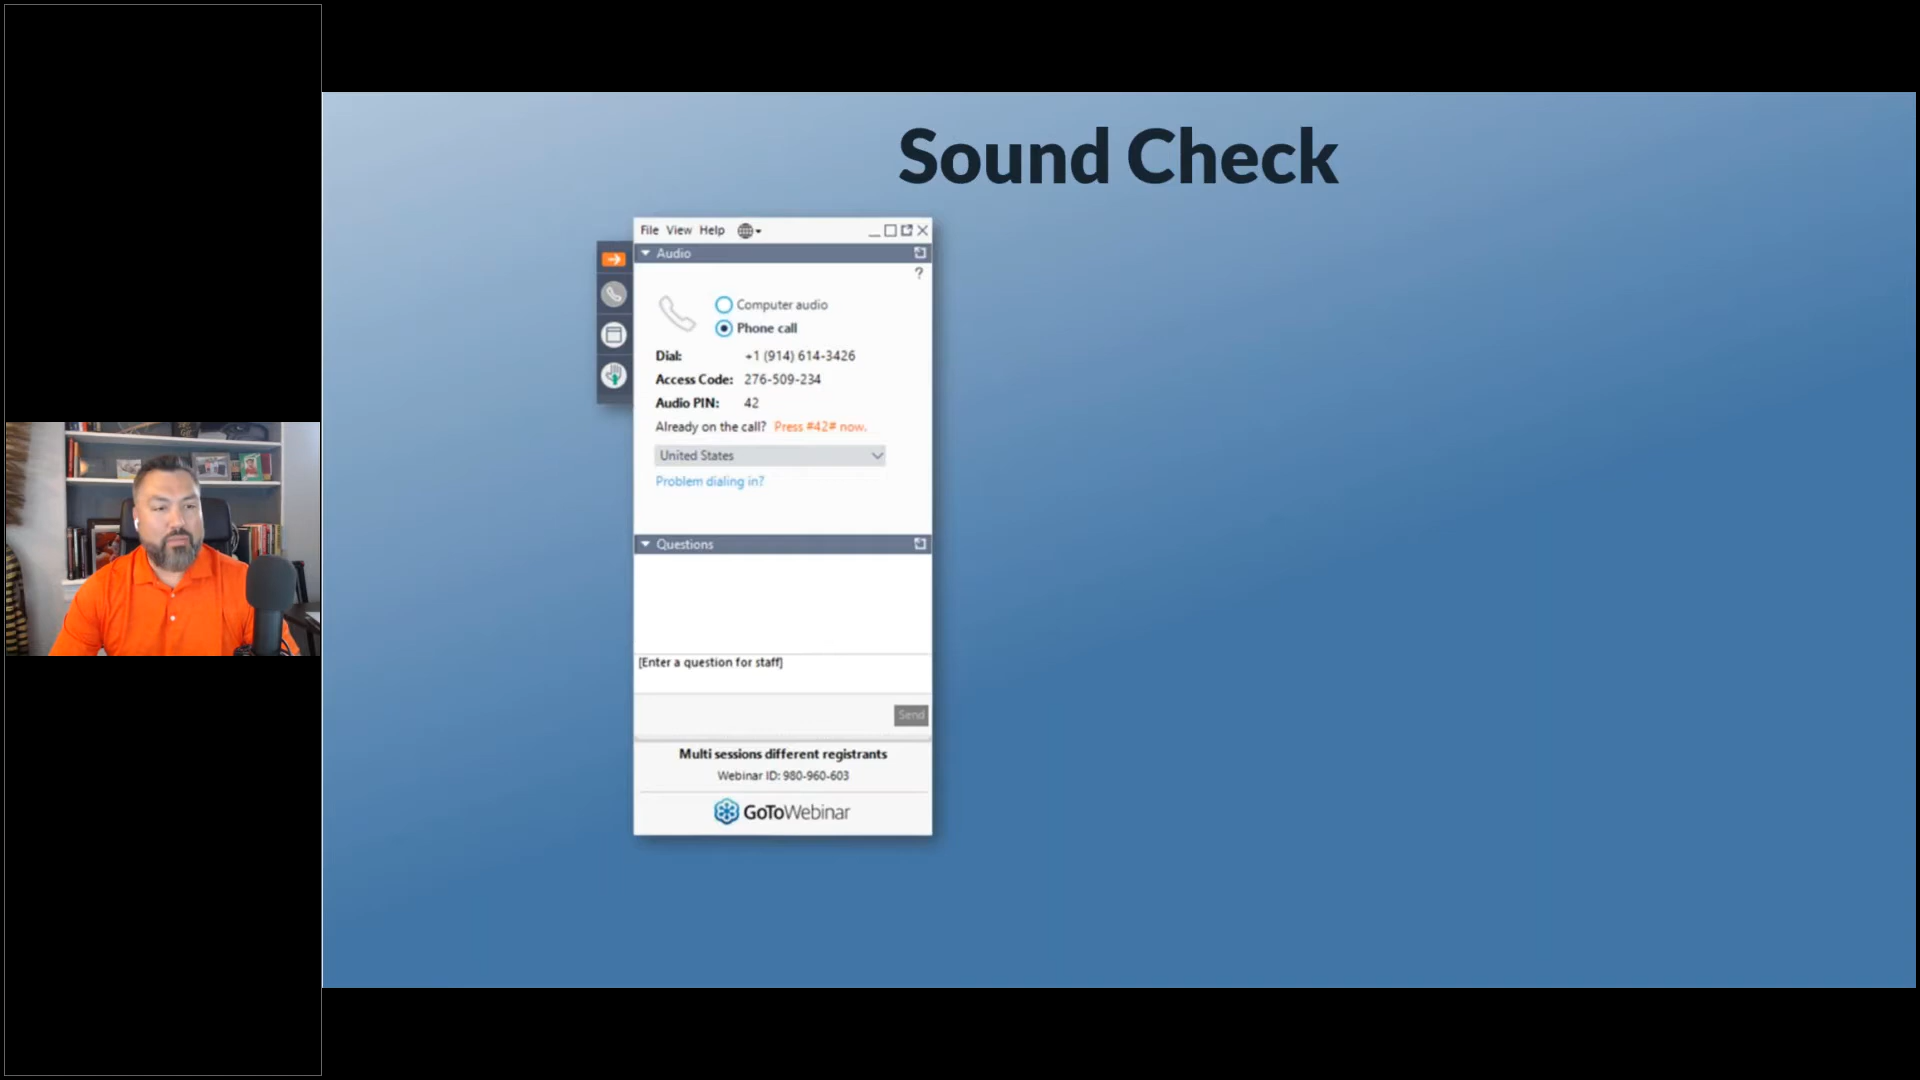 Sound Check
File View Help
Audio
?
Computer audio
Phone call
Dial: +1 (914) 614-3426
Access Code: 276-509-234
Audio PIN: 42
Already on the call? Press #42# now.
United States
Problem dialing in?
Questions
[Enter a question for staff]
Send
Multi sessions different registrants
Webinar ID: 980-960-603
GoToWebinar